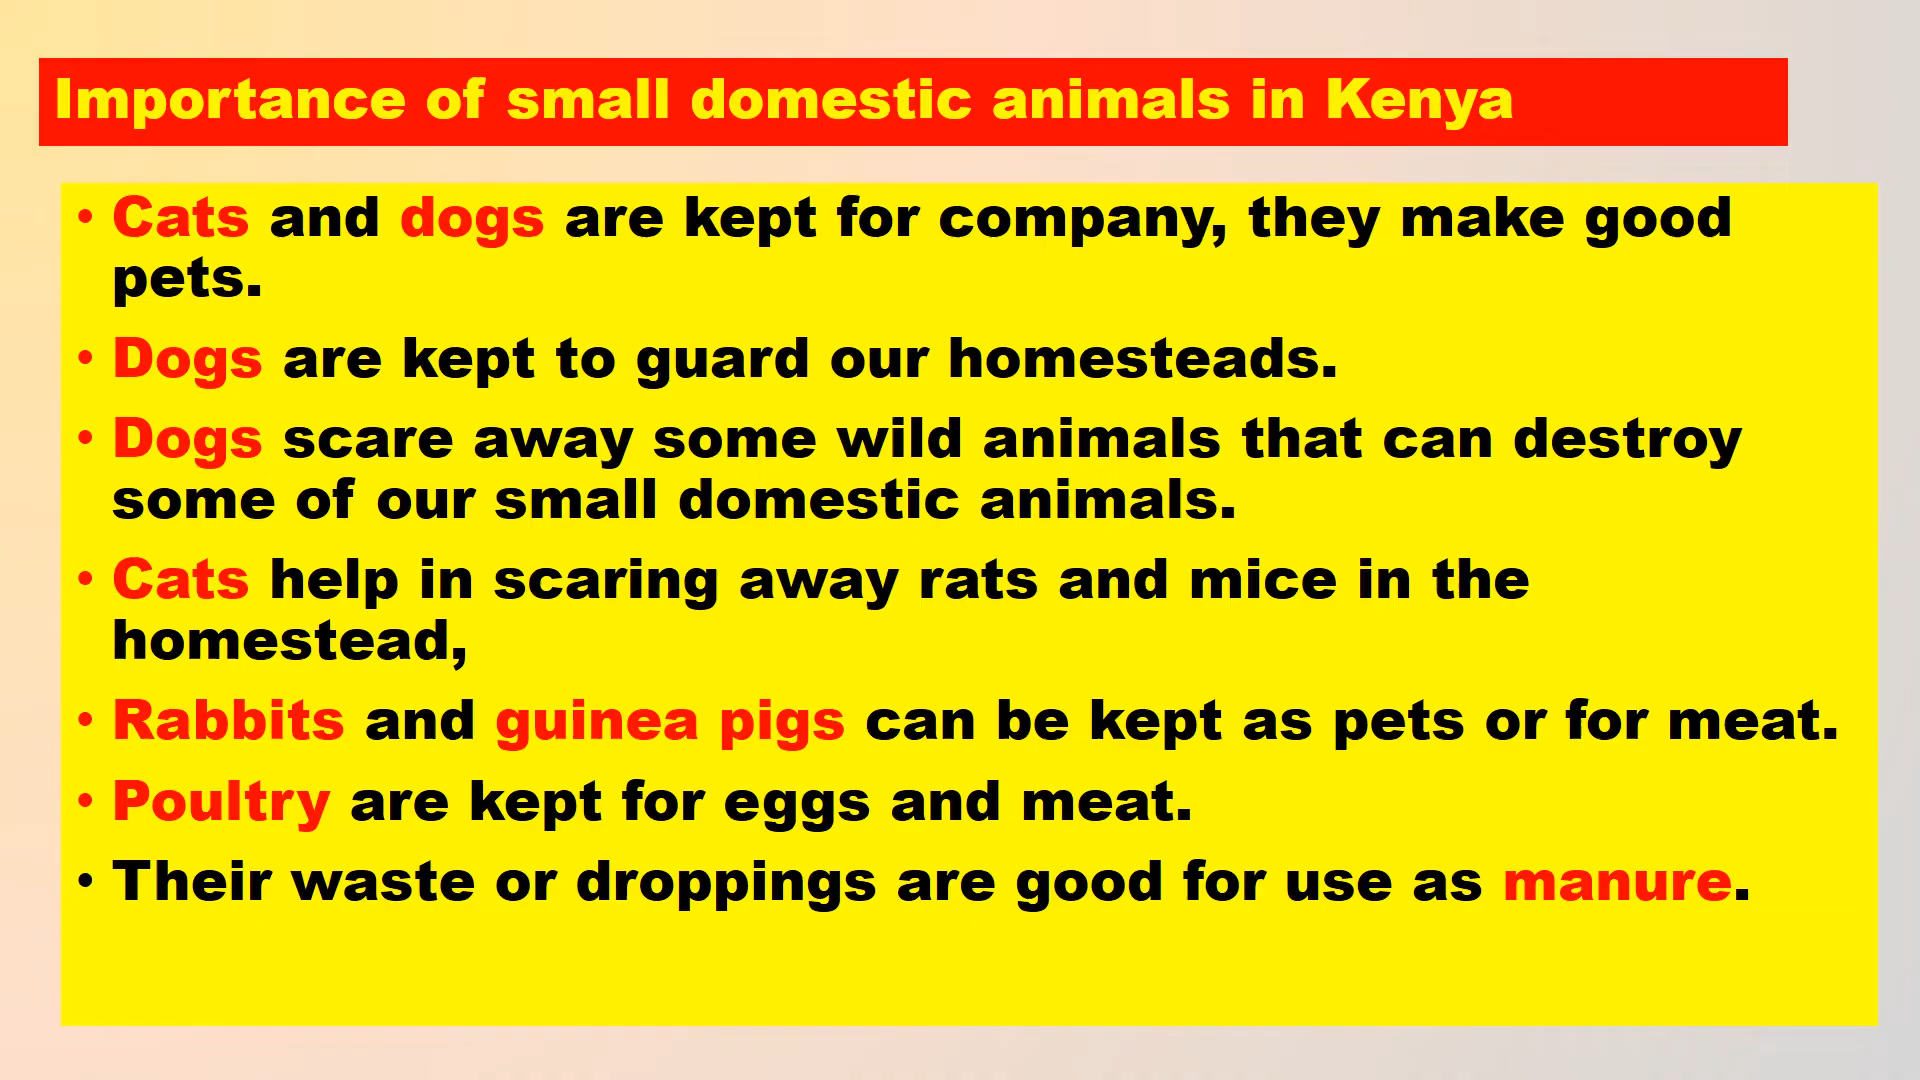 Importance of small domestic animals in Kenya
• Cats and dogs are kept for company, they make good
pets.
• Dogs are kept to guard our homesteads.
• Dogs scare away some wild animals that can destroy
some of our small domestic animals.
• Cats help in scaring away rats and mice in the
homestead,
• Rabbits and guinea pigs can be kept as pets or for meat.
• Poultry are kept for eggs and meat.
• Their waste or droppings are good for use as manure.